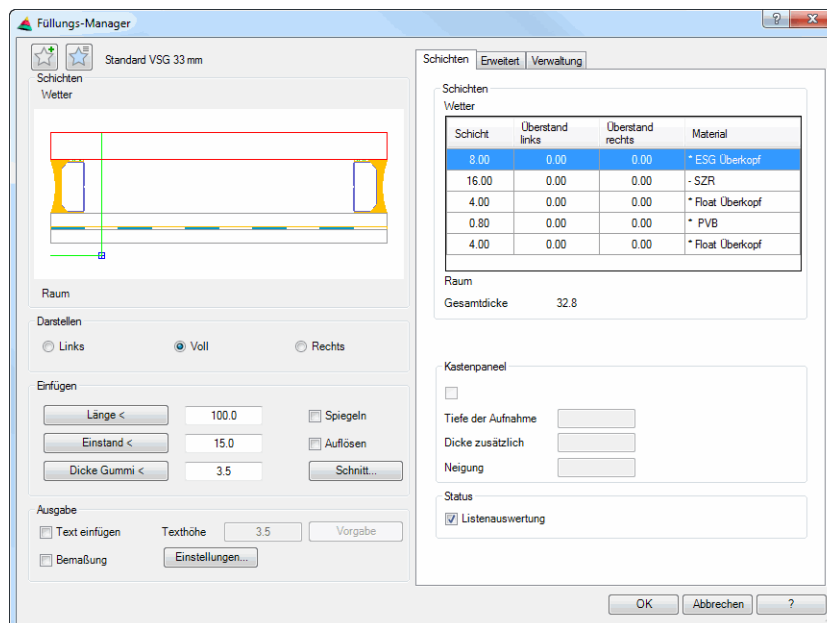 Füllungs-Manager
?
Standard VSG 33 mm
Schichten
Wetter
Raum
Darstellen
Links
Voll
Rechts
Einfügen
Länge <
100.0
Spiegeln
Einstand <
15.0
Auflösen
Dicke Gummi <
3.5
Schnitt...
Ausgabe
Text einfügen
Texthöhe
3.5
Vorgabe
Bemaßung
Einstellungen...
Schichten Erweitert Verwaltung
Schichten
Wetter
Schicht Überstand links Überstand rechts Material
8.00 0.00 0.00 * ESG Überkopf
16.00 0.00 0.00 - SZR
4.00 0.00 0.00 * Float Überkopf
0.80 0.00 0.00 * PVB
4.00 0.00 0.00 * Float Überkopf
Raum
Gesamtdicke 32.8
Kastenpaneel
Tiefe der Aufnahme
Dicke zusätzlich
Neigung
Status
Listenauswertung
OK
Abbrechen
?